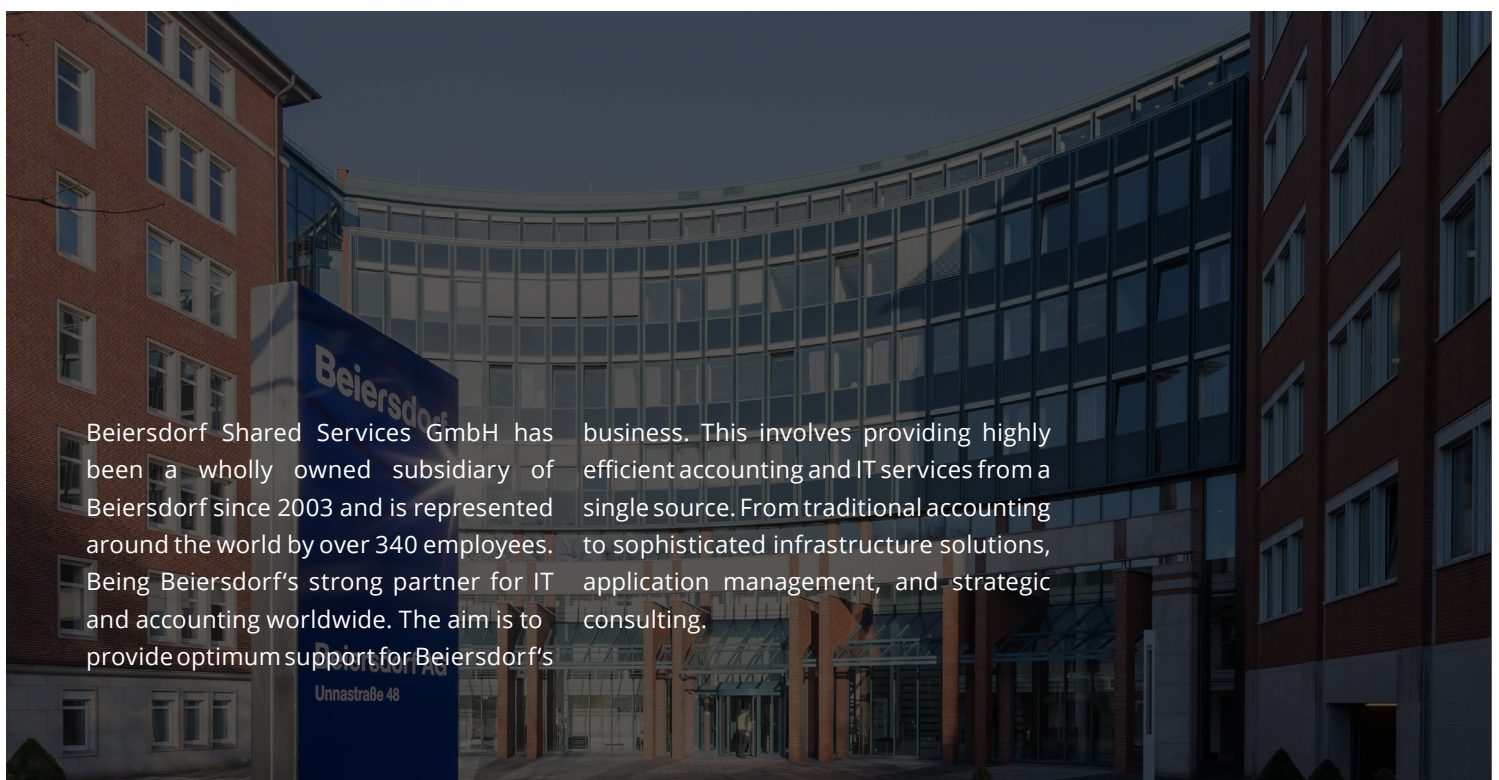 Beiersdorf
Beiersdorf Shared Services GmbH has
been a wholly owned subsidiary of
Beiersdorf since 2003 and is represented
around the world by over 340 employees.
Being Beiersdorf‘s strong partner for IT
and accounting worldwide. The aim is to
provide optimum support for Beiersdorf‘s
business. This involves providing highly
efficient accounting and IT services from a
single source. From traditional accounting
to sophisticated infrastructure solutions,
application management, and strategic
consulting.
Beiersdorf AG
Unnastraße 48